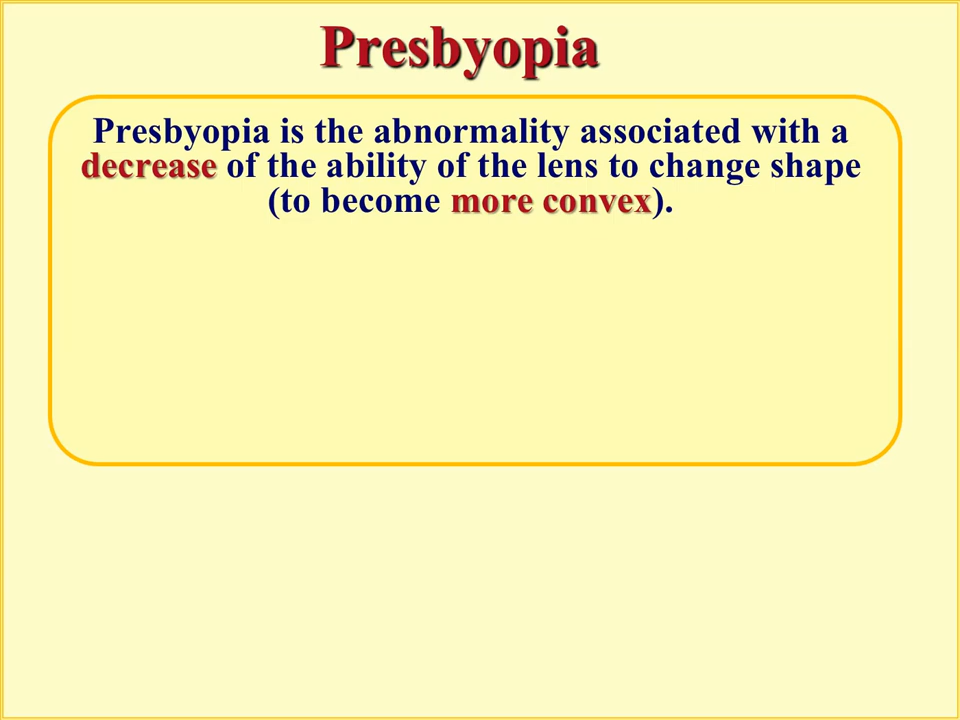 Presbyopia
Presbyopia is the abnormality associated with a
decrease of the ability of the lens to change shape
(to become more convex).